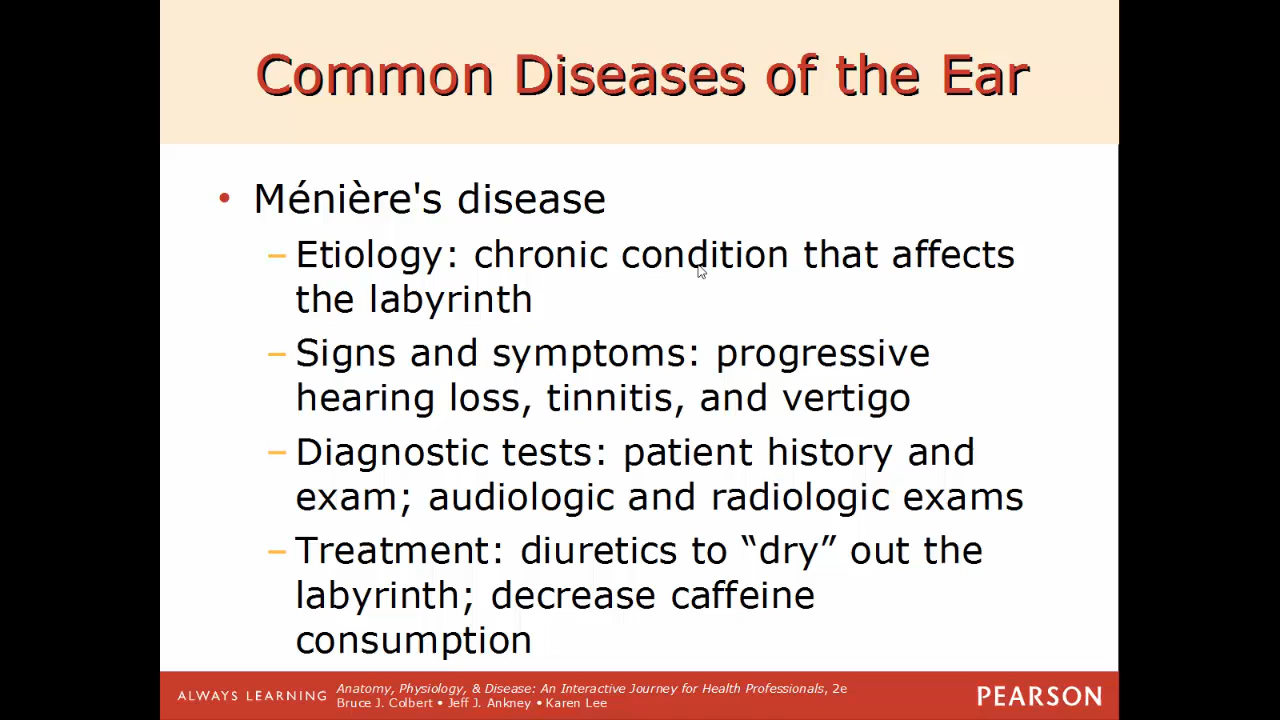 Common Diseases of the Ear
• Ménière's disease
– Etiology: chronic condition that affects
the labyrinth
– Signs and symptoms: progressive
hearing loss, tinnitis, and vertigo
– Diagnostic tests: patient history and
exam; audiologic and radiologic exams
– Treatment: diuretics to “dry” out the
labyrinth; decrease caffeine
consumption
ALWAYS LEARNING
Anatomy, Physiology, & Disease: An Interactive Journey for Health Professionals, 2e
Bruce J. Colbert • Jeff J. Ankney • Karen Lee
PEARSON